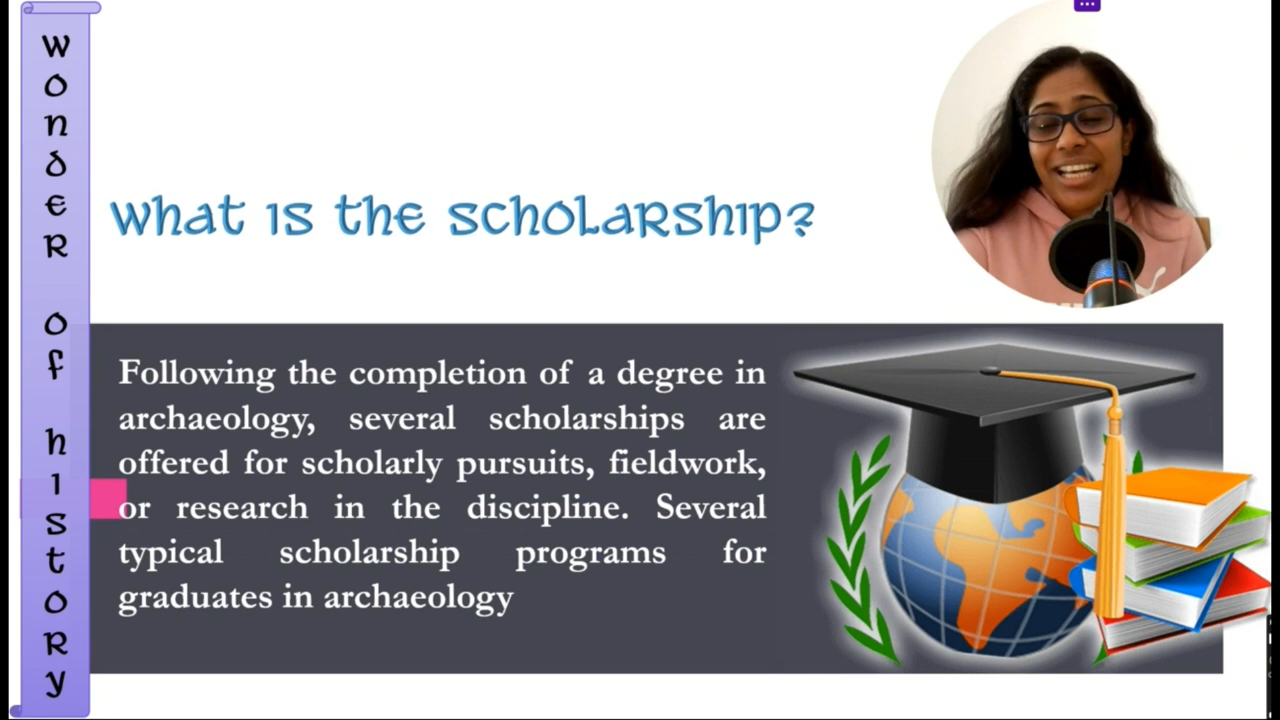 wonder of history
What is the scholarship?
Following the completion of a degree in
archaeology, several scholarships are
offered for scholarly pursuits, fieldwork,
or research in the discipline. Several
typical scholarship programs for
graduates in archaeology